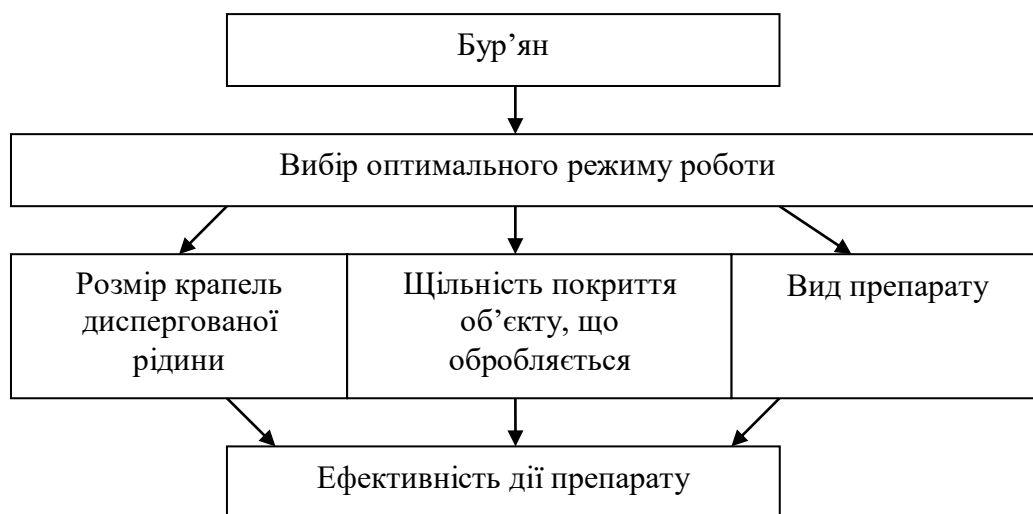 Бур’ян
Вибір оптимального режиму роботи
Розмір крапель
диспергованої
рідини
Щільність покриття
об’єкту, що
обробляється
Вид препарату
Ефективність дії препарату